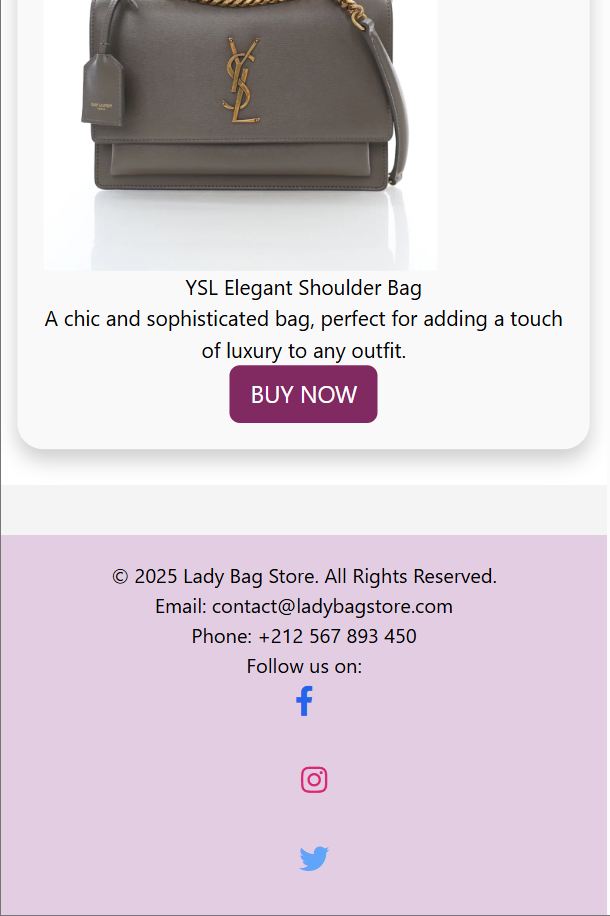 YSL
YSL Elegant Shoulder Bag
A chic and sophisticated bag, perfect for adding a touch
of luxury to any outfit.
BUY NOW
© 2025 Lady Bag Store. All Rights Reserved.
Email: contact@ladybagstore.com
Phone: +212 567 893 450
Follow us on: